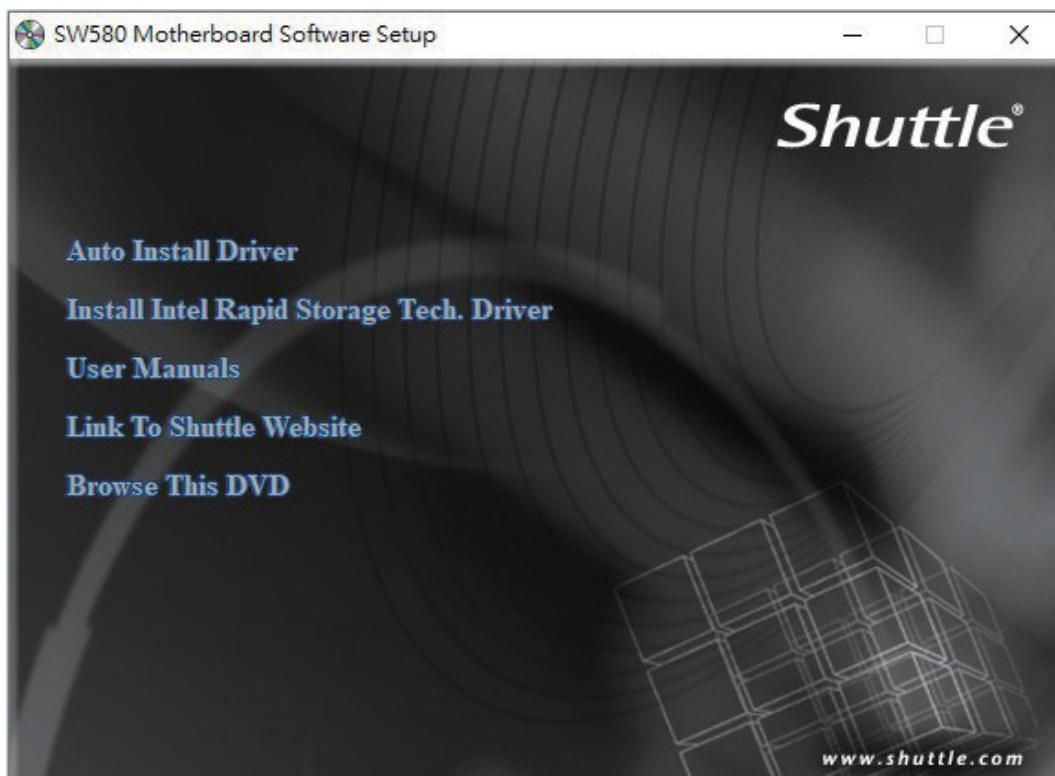 SW580 Motherboard Software Setup
Shuttle®
Auto Install Driver
Install Intel Rapid Storage Tech. Driver
User Manuals
Link To Shuttle Website
Browse This DVD
www.shuttle.com